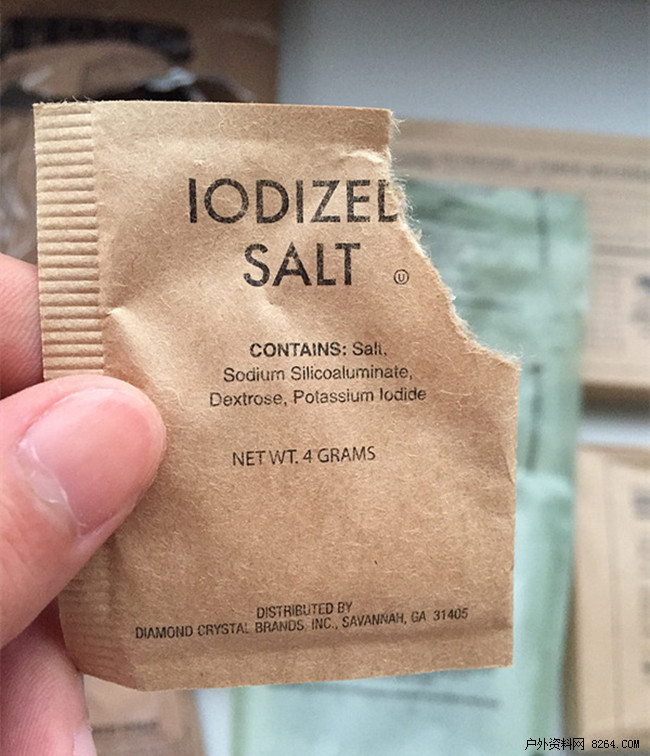 IODIZED
SALT Ⓤ
CONTAINS: Salt,
Sodium Silicoaluminate,
Dextrose, Potassium Iodide
NET WT. 4 GRAMS
DISTRIBUTED BY
DIAMOND CRYSTAL BRANDS, INC., SAVANNAH, GA 31405
户外资料网 8264.com